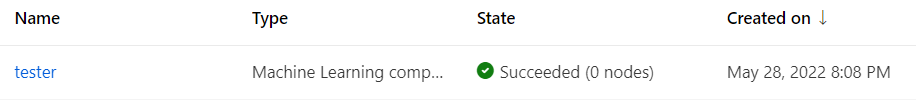 Name Type State Created on ↓
tester Machine Learning comp... Succeeded (0 nodes) May 28, 2022 8:08 PM